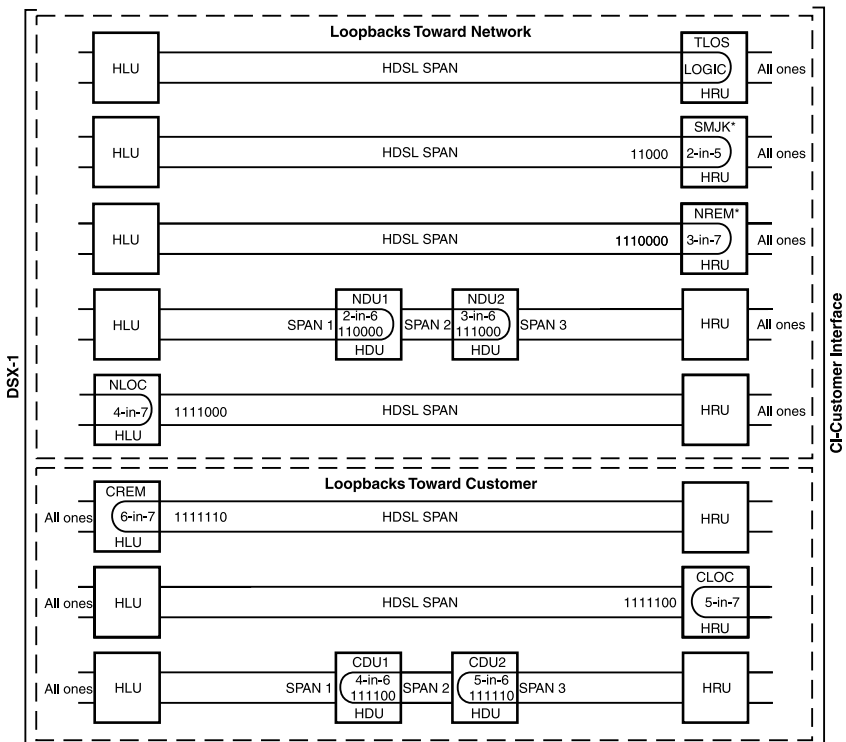 Loopbacks Toward Network
HLU HDSL SPAN TLOS LOGIC HRU All ones
HLU HDSL SPAN 11000 SMJK* 2-in-5 HRU All ones
HLU HDSL SPAN 1110000 NREM* 3-in-7 HRU All ones
HLU SPAN 1 NDU1 2-in-6 110000 HDU SPAN 2 NDU2 3-in-6 111000 HDU SPAN 3 HRU All ones
NLOC 4-in-7 HLU 1111000 HDSL SPAN HRU All ones
Loopbacks Toward Customer
All ones CREM 6-in-7 HLU 1111110 HDSL SPAN HRU
All ones HLU HDSL SPAN 1111100 CLOC 5-in-7 HRU
All ones HLU SPAN 1 CDU1 4-in-6 111100 HDU SPAN 2 CDU2 5-in-6 111110 HDU SPAN 3 HRU
DSX-1
CI-Customer Interface